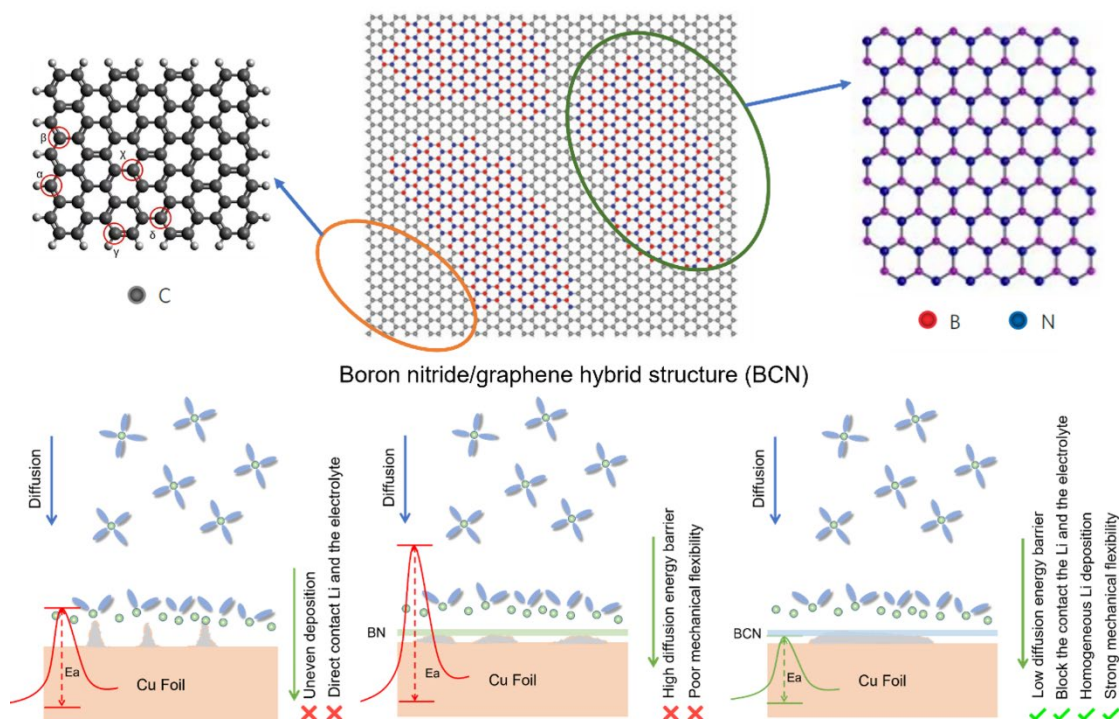 β
χ
α
δ
γ
C
B
N
Boron nitride/graphene hybrid structure (BCN)
Diffusion
Ea
Cu Foil
Uneven deposition
Direct contact Li and the electrolyte
Diffusion
BN
Ea
Cu Foil
High diffusion energy barrier
Poor mechanical flexibility
Diffusion
BCN
Ea
Cu Foil
Low diffusion energy barrier
Block the contact the Li and the electrolyte
Homogeneous Li deposition
Strong mechanical flexibility